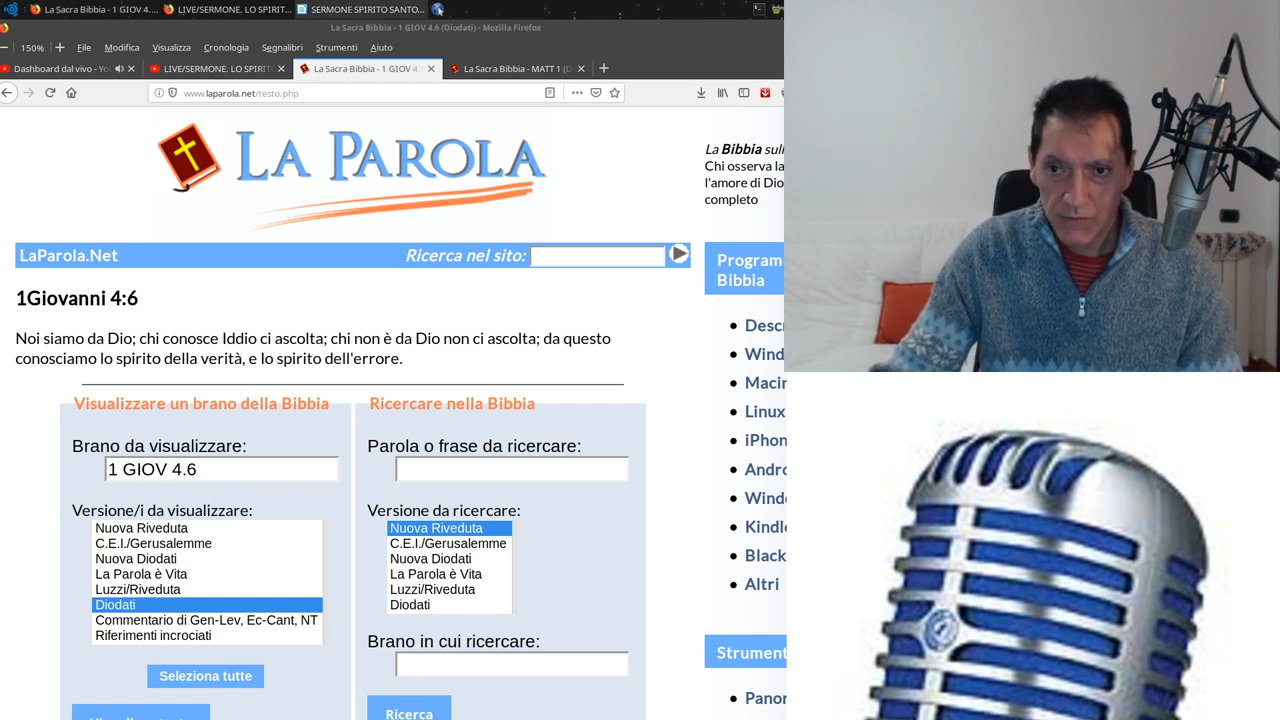 La Sacra Bibbia - 1 GIOV 4....
LIVE/SERMONE. LO SPIRIT...
SERMONE SPIRITO SANTO...
La Sacra Bibbia - 1 GIOV 4.6 (Diodati) - Mozilla Firefox
150% File Modifica Visualizza Cronologia Segnalibri Strumenti Aiuto
Dashboard dal vivo - Yo
LIVE/SERMONE. LO SPIRIT
La Sacra Bibbia - 1 GIOV 4.
La Sacra Bibbia - MATT 1 (D
www.laparola.net/testo.php
LA PAROLA
La Bibbia sull
Chi osserva la
l'amore di Dio
completo
LaParola.Net
Ricerca nel sito:
Program
Bibbia
1Giovanni 4:6
Noi siamo da Dio; chi conosce Iddio ci ascolta; chi non è da Dio non ci ascolta; da questo
conosciamo lo spirito della verità, e lo spirito dell'errore.
Descr
Wind
Macin
Linux
iPhon
Andro
Windo
Kindle
Black
Altri
Visualizzare un brano della Bibbia
Brano da visualizzare:
1 GIOV 4.6
Versione/i da visualizzare:
Nuova Riveduta
C.E.I./Gerusalemme
Nuova Diodati
La Parola è Vita
Luzzi/Riveduta
Diodati
Commentario di Gen-Lev, Ec-Cant, NT
Riferimenti incrociati
Seleziona tutte
Ricercare nella Bibbia
Parola o frase da ricercare:
Versione da ricercare:
Nuova Riveduta
C.E.I./Gerusalemme
Nuova Diodati
La Parola è Vita
Luzzi/Riveduta
Diodati
Brano in cui ricercare:
Ricerca
Strument
Panor